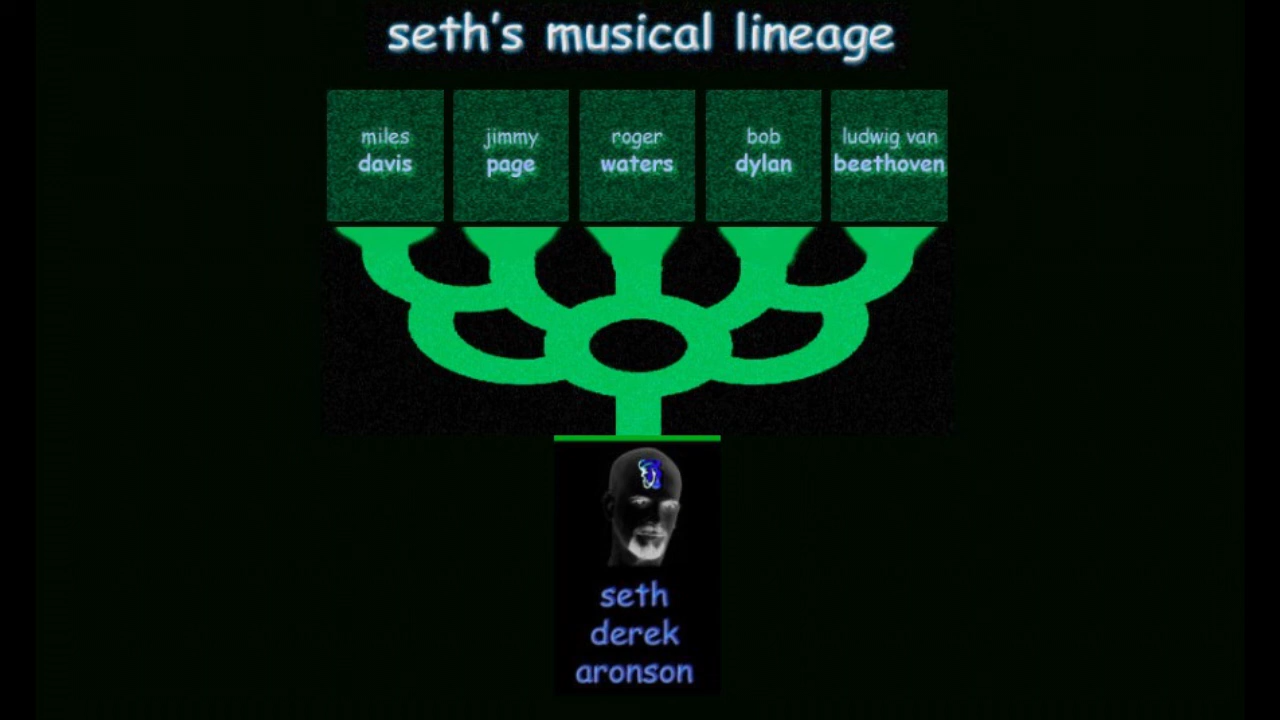 seth's musical lineage
miles
davis
jimmy
page
roger
waters
bob
dylan
ludwig van
beethoven
seth
derek
aronson